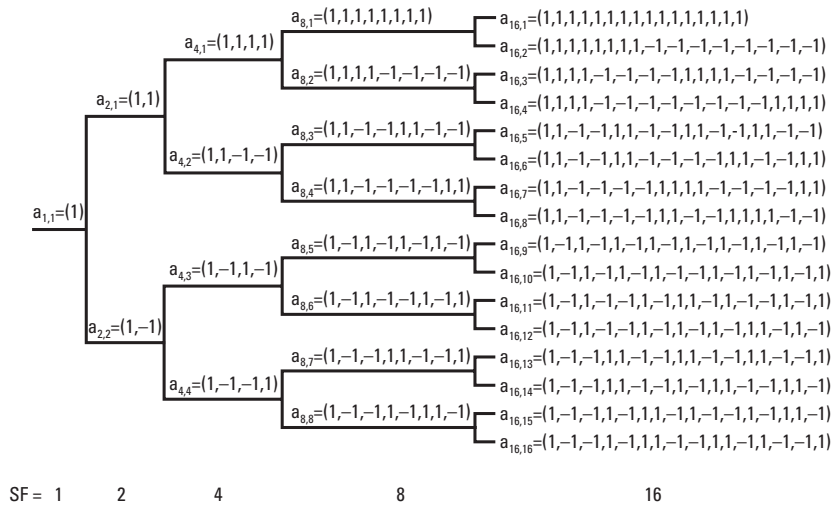 a8,1=(1,1,1,1,1,1,1,1)
a16,1=(1,1,1,1,1,1,1,1,1,1,1,1,1,1,1,1)
a4,1=(1,1,1,1)
a16,2=(1,1,1,1,1,1,1,1,–1,–1,–1,–1,–1,–1,–1,–1)
a8,2=(1,1,1,1,–1,–1,–1,–1)
a16,3=(1,1,1,1,–1,–1,–1,–1,1,1,1,1,–1,–1,–1,–1)
a2,1=(1,1)
a16,4=(1,1,1,1,–1,–1,–1,–1,–1,–1,–1,–1,1,1,1,1)
a8,3=(1,1,–1,–1,1,1,–1,–1)
a16,5=(1,1,–1,–1,1,1,–1,–1,1,1,–1,-1,1,1,–1,–1)
a4,2=(1,1,–1,–1)
a16,6=(1,1,–1,–1,1,1,–1,–1,–1,–1,1,1,–1,–1,1,1)
a8,4=(1,1,–1,–1,–1,–1,1,1)
a16,7=(1,1,–1,–1,–1,–1,1,1,1,1,–1,–1,–1,–1,1,1)
a1,1=(1)
a16,8=(1,1,–1,–1,–1,–1,1,1,–1,–1,1,1,1,1,–1,–1)
a8,5=(1,–1,1,–1,1,–1,1,–1)
a16,9=(1,–1,1,–1,1,–1,1,–1,1,–1,1,–1,1,–1,1,–1)
a4,3=(1,–1,1,–1)
a16,10=(1,–1,1,–1,1,–1,1,–1,–1,1,–1,1,–1,1,–1,1)
a8,6=(1,–1,1,–1,–1,1,–1,1)
a16,11=(1,–1,1,–1,–1,1,–1,1,1,–1,1,–1,–1,1,–1,1)
a2,2=(1,–1)
a16,12=(1,–1,1,–1,–1,1,–1,1,–1,1,–1,1,1,–1,1,–1)
a8,7=(1,–1,–1,1,1,–1,–1,1)
a16,13=(1,–1,–1,1,1,–1,–1,1,1,–1,–1,1,1,–1,–1,1)
a4,4=(1,–1,–1,1)
a16,14=(1,–1,–1,1,1,–1,–1,1,–1,1,1,–1,–1,1,1,–1)
a8,8=(1,–1,–1,1,–1,1,1,–1)
a16,15=(1,–1,–1,1,–1,1,1,–1,1,–1,–1,1,–1,1,1,–1)
a16,16=(1,–1,–1,1,–1,1,1,–1,–1,1,1,–1,1,–1,–1,1)
SF = 1 2 4 8 16